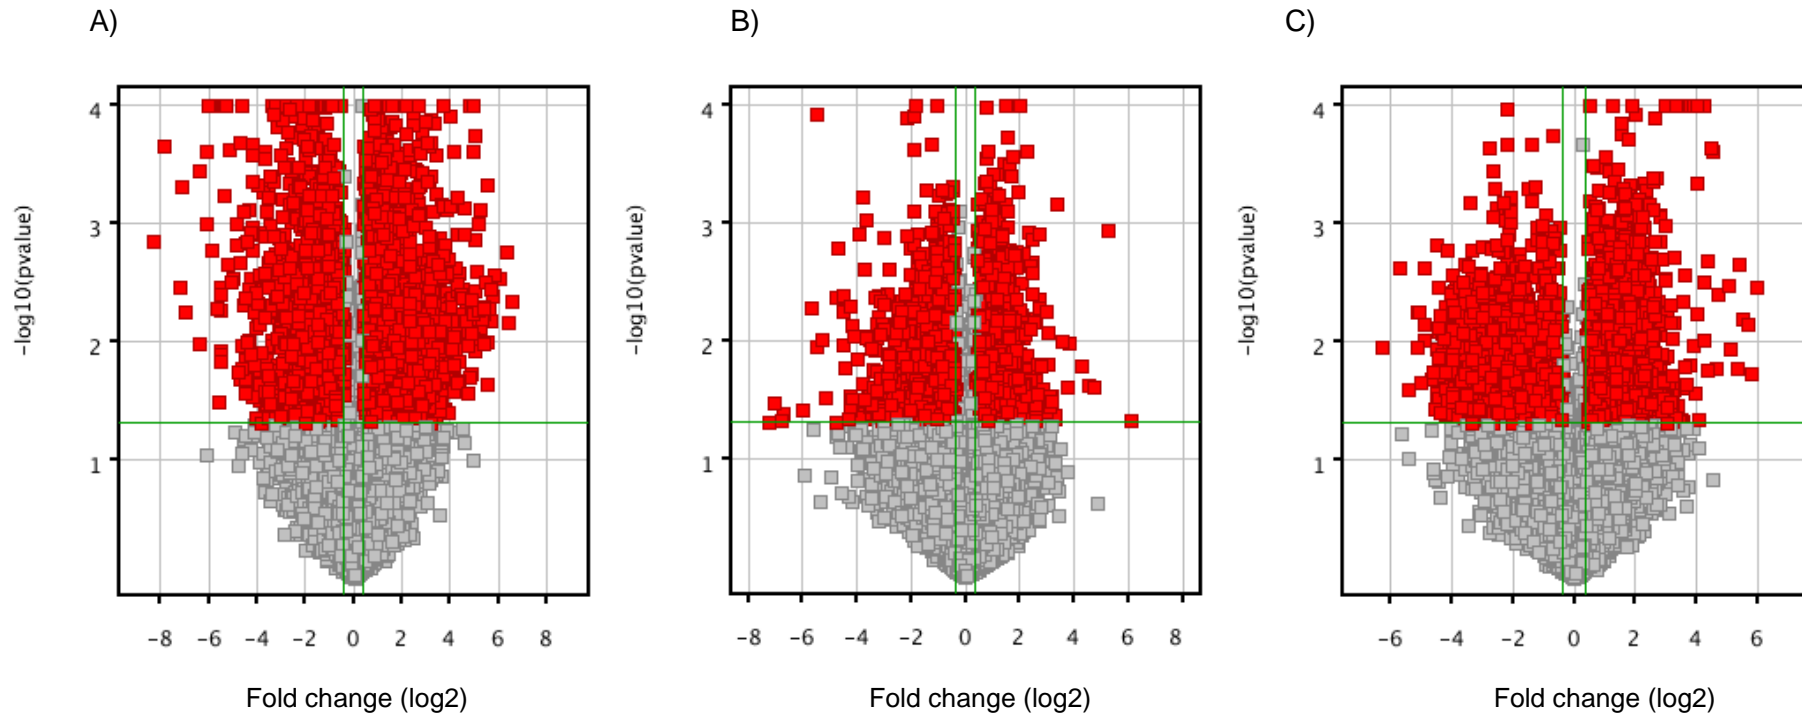 A) B) C)
4 4 4
3 3 3
2 2 2
1 1 1
−log10(pvalue) −log10(pvalue) −log10(pvalue)
−8 −6 −4 −2 0 2 4 6 8 −8 −6 −4 −2 0 2 4 6 8 −6 −4 −2 0 2 4 6
Fold change (log2) Fold change (log2) Fold change (log2)